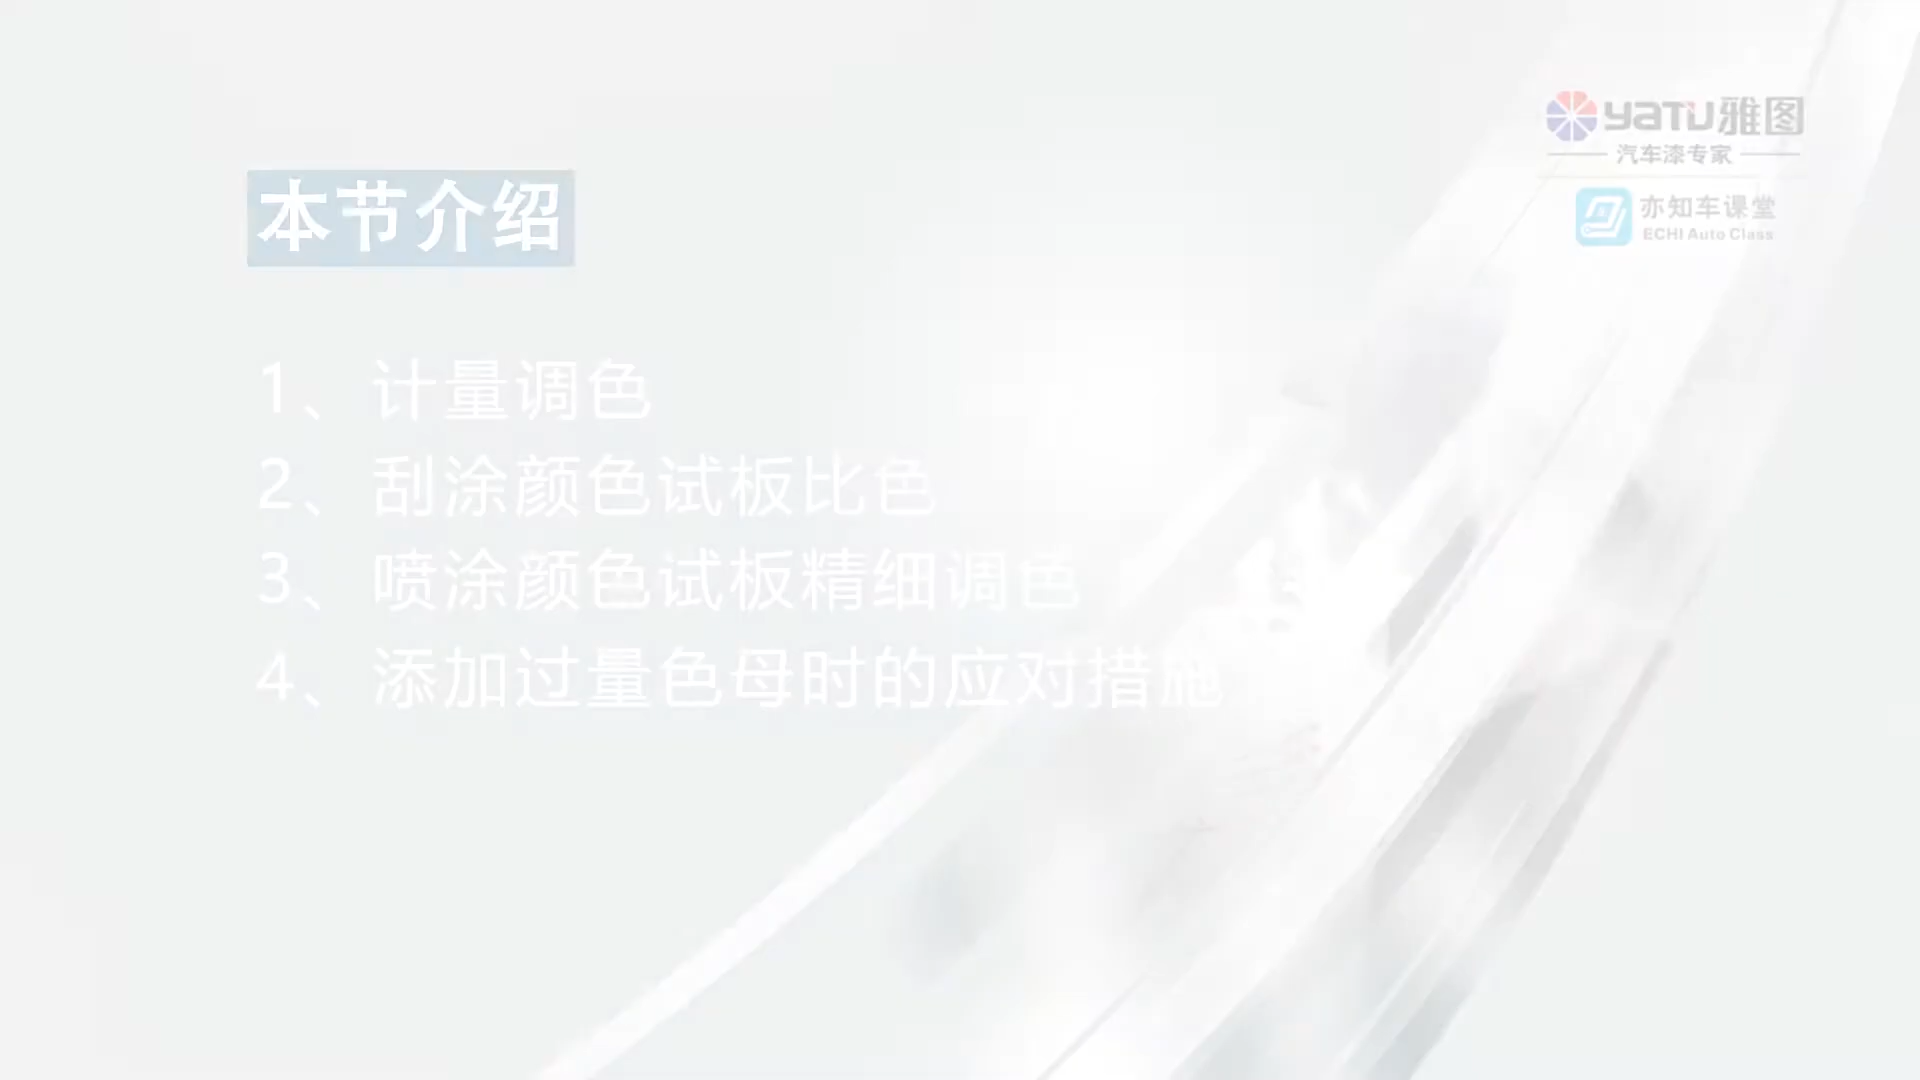 yatu雅图
汽车漆专家
亦知车课堂
ECHI Auto Class
本节介绍
1、计量调色
2、刮涂颜色试板比色
3、喷涂颜色试板精细调色
4、添加过量色母时的应对措施